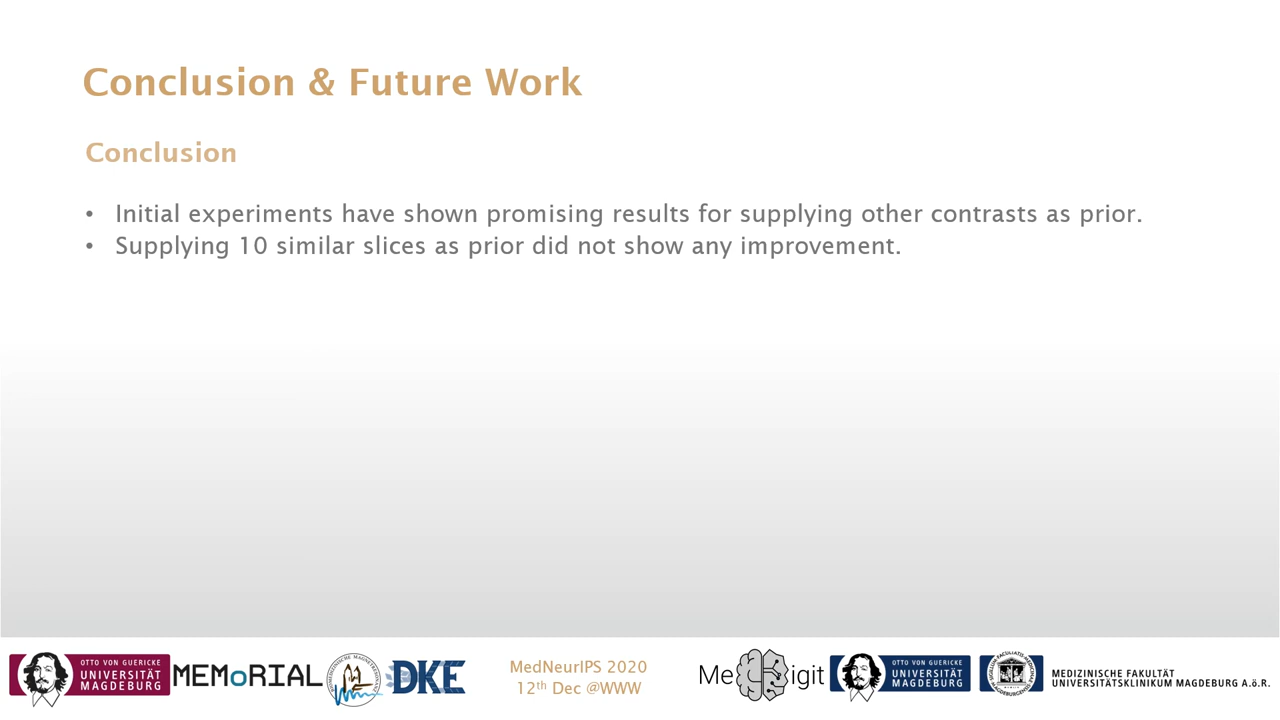 Conclusion & Future Work
Conclusion
• Initial experiments have shown promising results for supplying other contrasts as prior.
• Supplying 10 similar slices as prior did not show any improvement.
OTTO VON GUERICKE
UNIVERSITÄT
MAGDEBURG
MEMoRIAL
DKE
MedNeurIPS 2020
12th Dec @WWW
Me igit
OTTO VON GUERICKE
UNIVERSITÄT
MAGDEBURG
MEDIZINISCHE FAKULTÄT
UNIVERSITÄTSKLINIKUM MAGDEBURG A.ö.R.